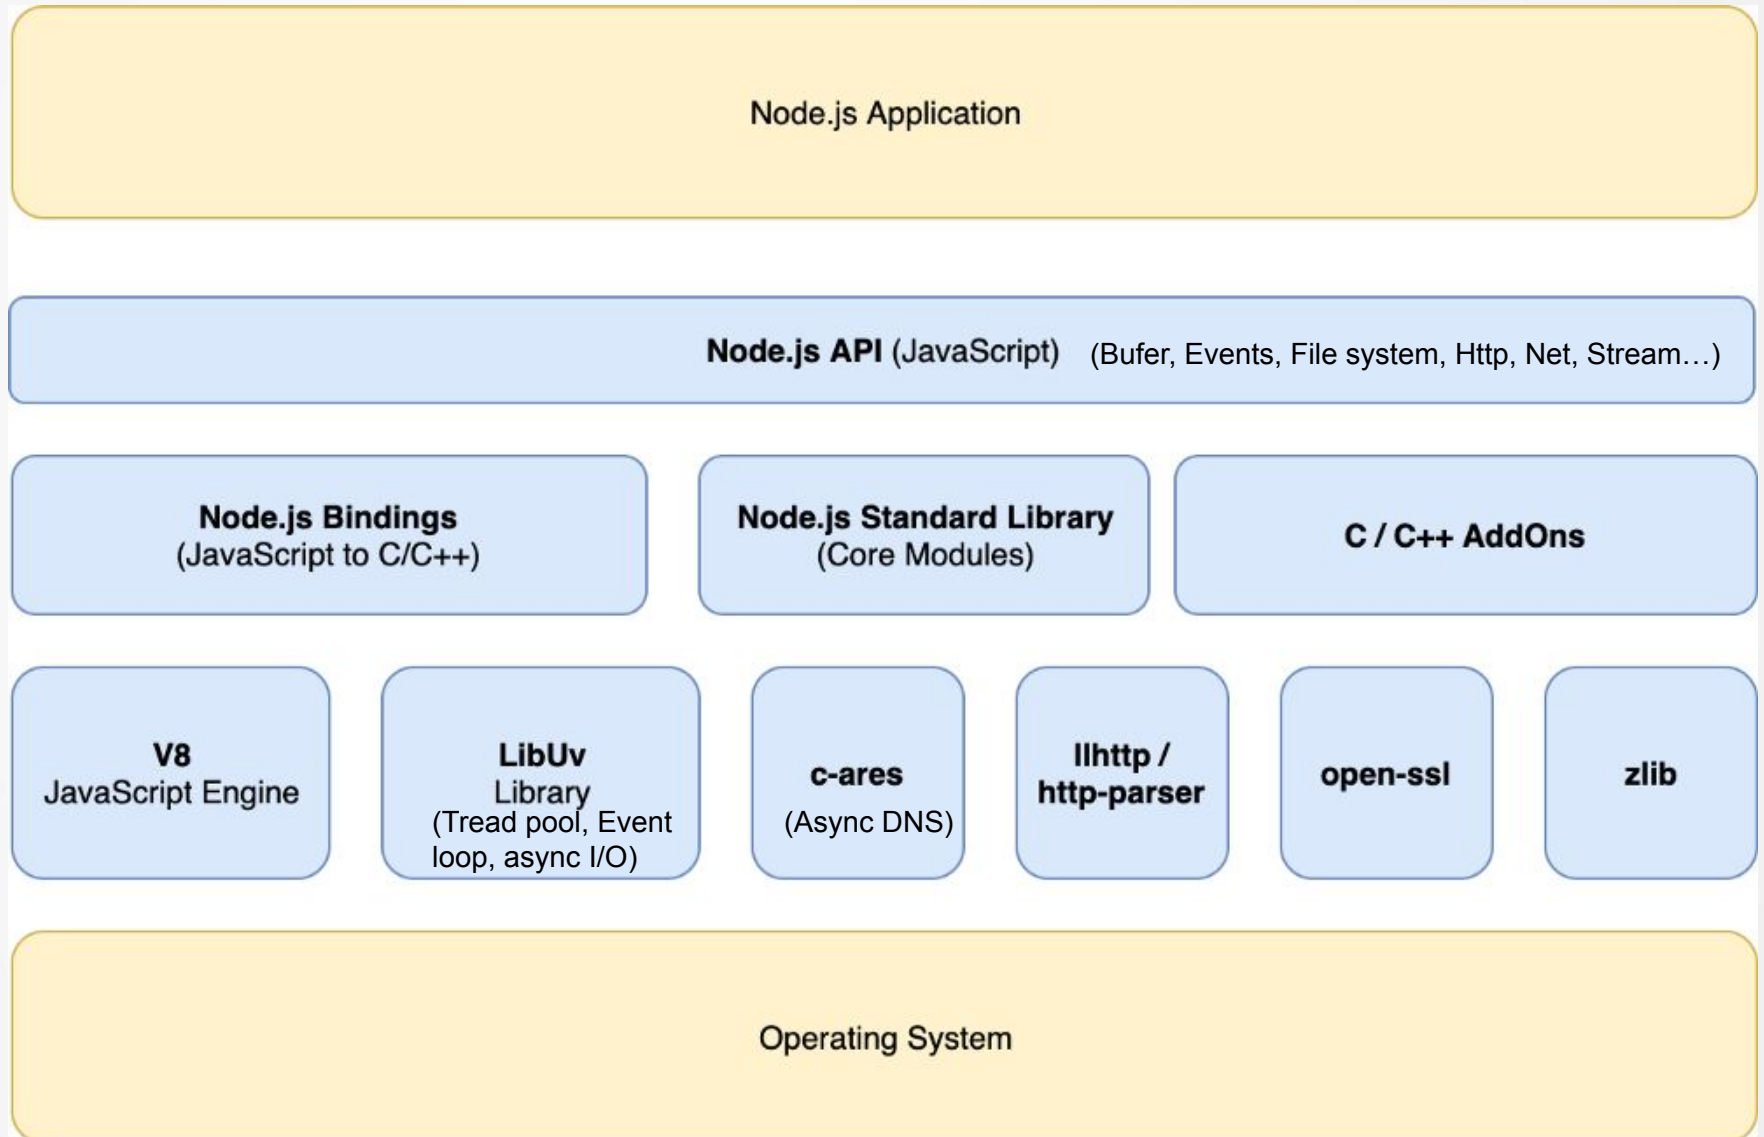 Node.js Application
Node.js API (JavaScript) (Bufer, Events, File system, Http, Net, Stream…)
Node.js Bindings
(JavaScript to C/C++)
Node.js Standard Library
(Core Modules)
C / C++ AddOns
V8
JavaScript Engine
LibUv
Library
(Tread pool, Event
loop, async I/O)
c-ares
(Async DNS)
llhttp /
http-parser
open-ssl
zlib
Operating System